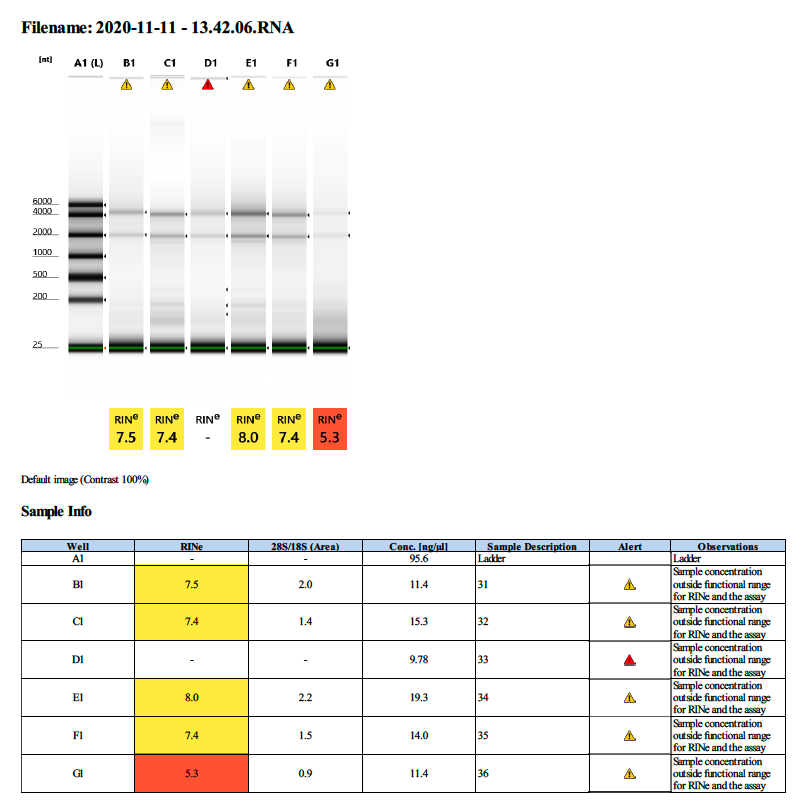 Filename: 2020-11-11 - 13.42.06.RNA
[nt] A1 (L) B1 C1 D1 E1 F1 G1
6000
4000
2000
1000
500
200
25
RINe RINe RINe RINe RINe RINe
7.5 7.4 - 8.0 7.4 5.3
Default image (Contrast 100%)
Sample Info
Well RINe 28S/18S (Area) Conc. [ng/µl] Sample Description Alert Observations
A1 - - 95.6 Ladder Ladder
B1 7.5 2.0 11.4 31 Sample concentration
outside functional range
for RINe and the assay
C1 7.4 1.4 15.3 32 Sample concentration
outside functional range
for RINe and the assay
D1 - - 9.78 33 Sample concentration
outside functional range
for RINe and the assay
E1 8.0 2.2 19.3 34 Sample concentration
outside functional range
for RINe and the assay
F1 7.4 1.5 14.0 35 Sample concentration
outside functional range
for RINe and the assay
G1 5.3 0.9 11.4 36 Sample concentration
outside functional range
for RINe and the assay